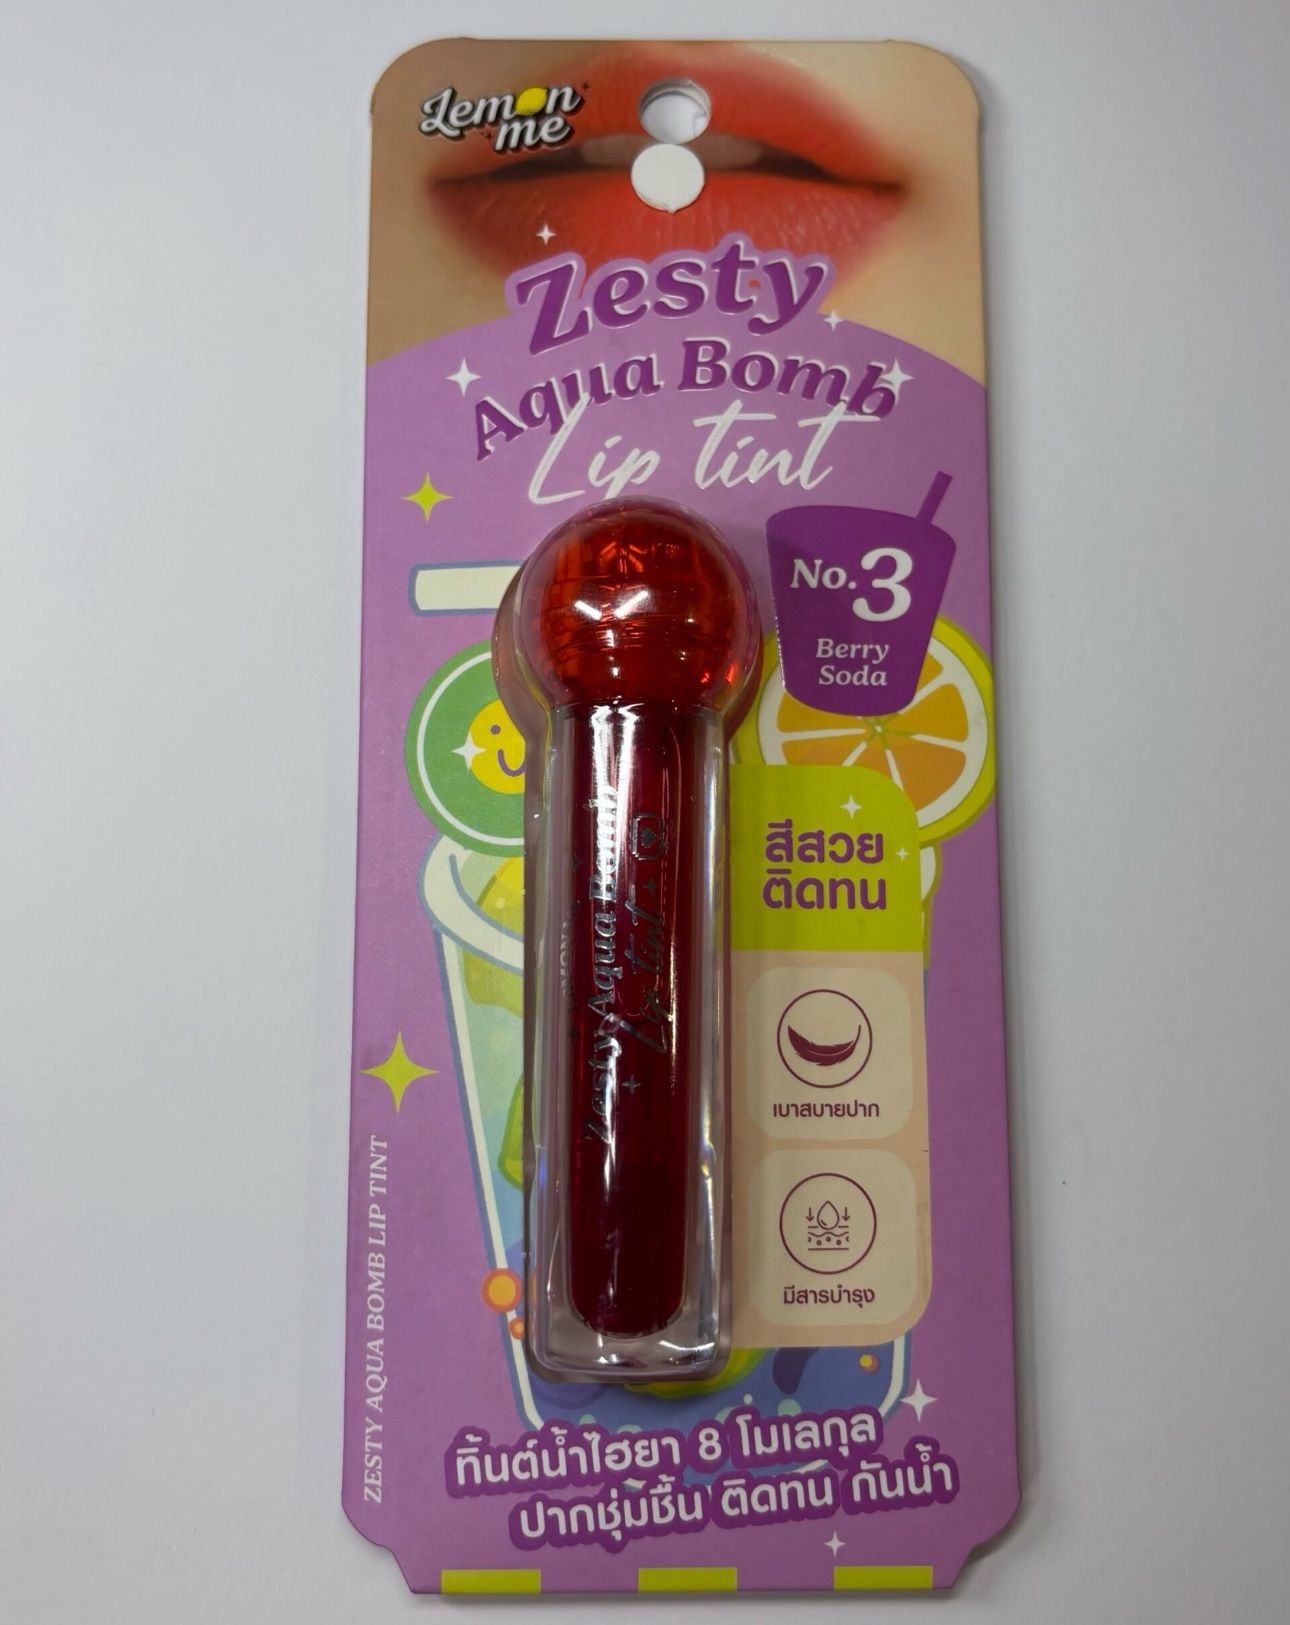 Lemon
me
Zesty
Aqua Bomb
Lip tint
No.3
Berry
Soda
สีสวย
ติดทน
Zesty Aqua Bomb
Lip tint
เบาสบายปาก
มีสารบำรุง
ZESTY AQUA BOMB LIP TINT
ทิ้นต์น้ำไฮยา 8 โมเลกุล
ปากชุ่มชื้น ติดทน กันน้ำ